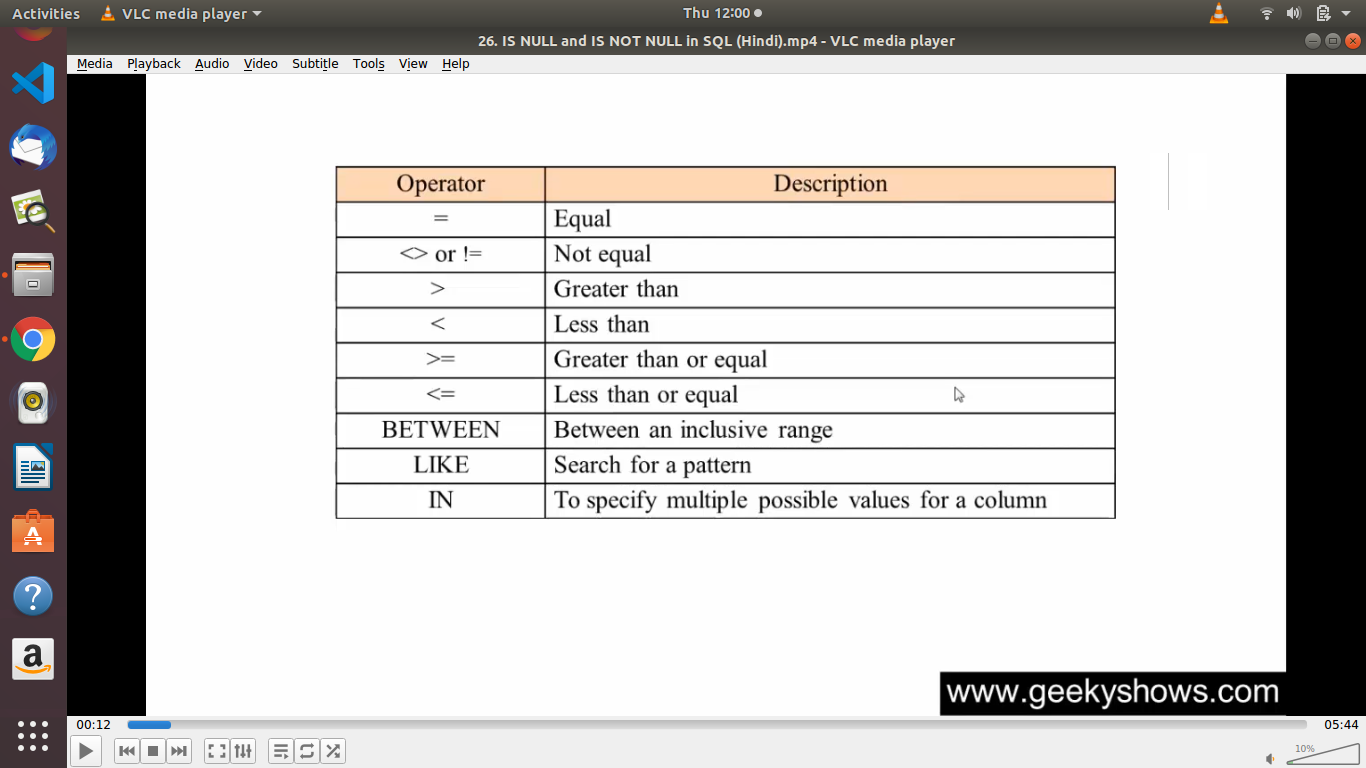 Activities VLC media player Thu 12:00
26. IS NULL and IS NOT NULL in SQL (Hindi).mp4 - VLC media player
Media Playback Audio Video Subtitle Tools View Help
Operator Description
= Equal
<> or != Not equal
> Greater than
< Less than
>= Greater than or equal
<= Less than or equal
BETWEEN Between an inclusive range
LIKE Search for a pattern
IN To specify multiple possible values for a column
www.geekyshows.com
00:12 05:44
10%